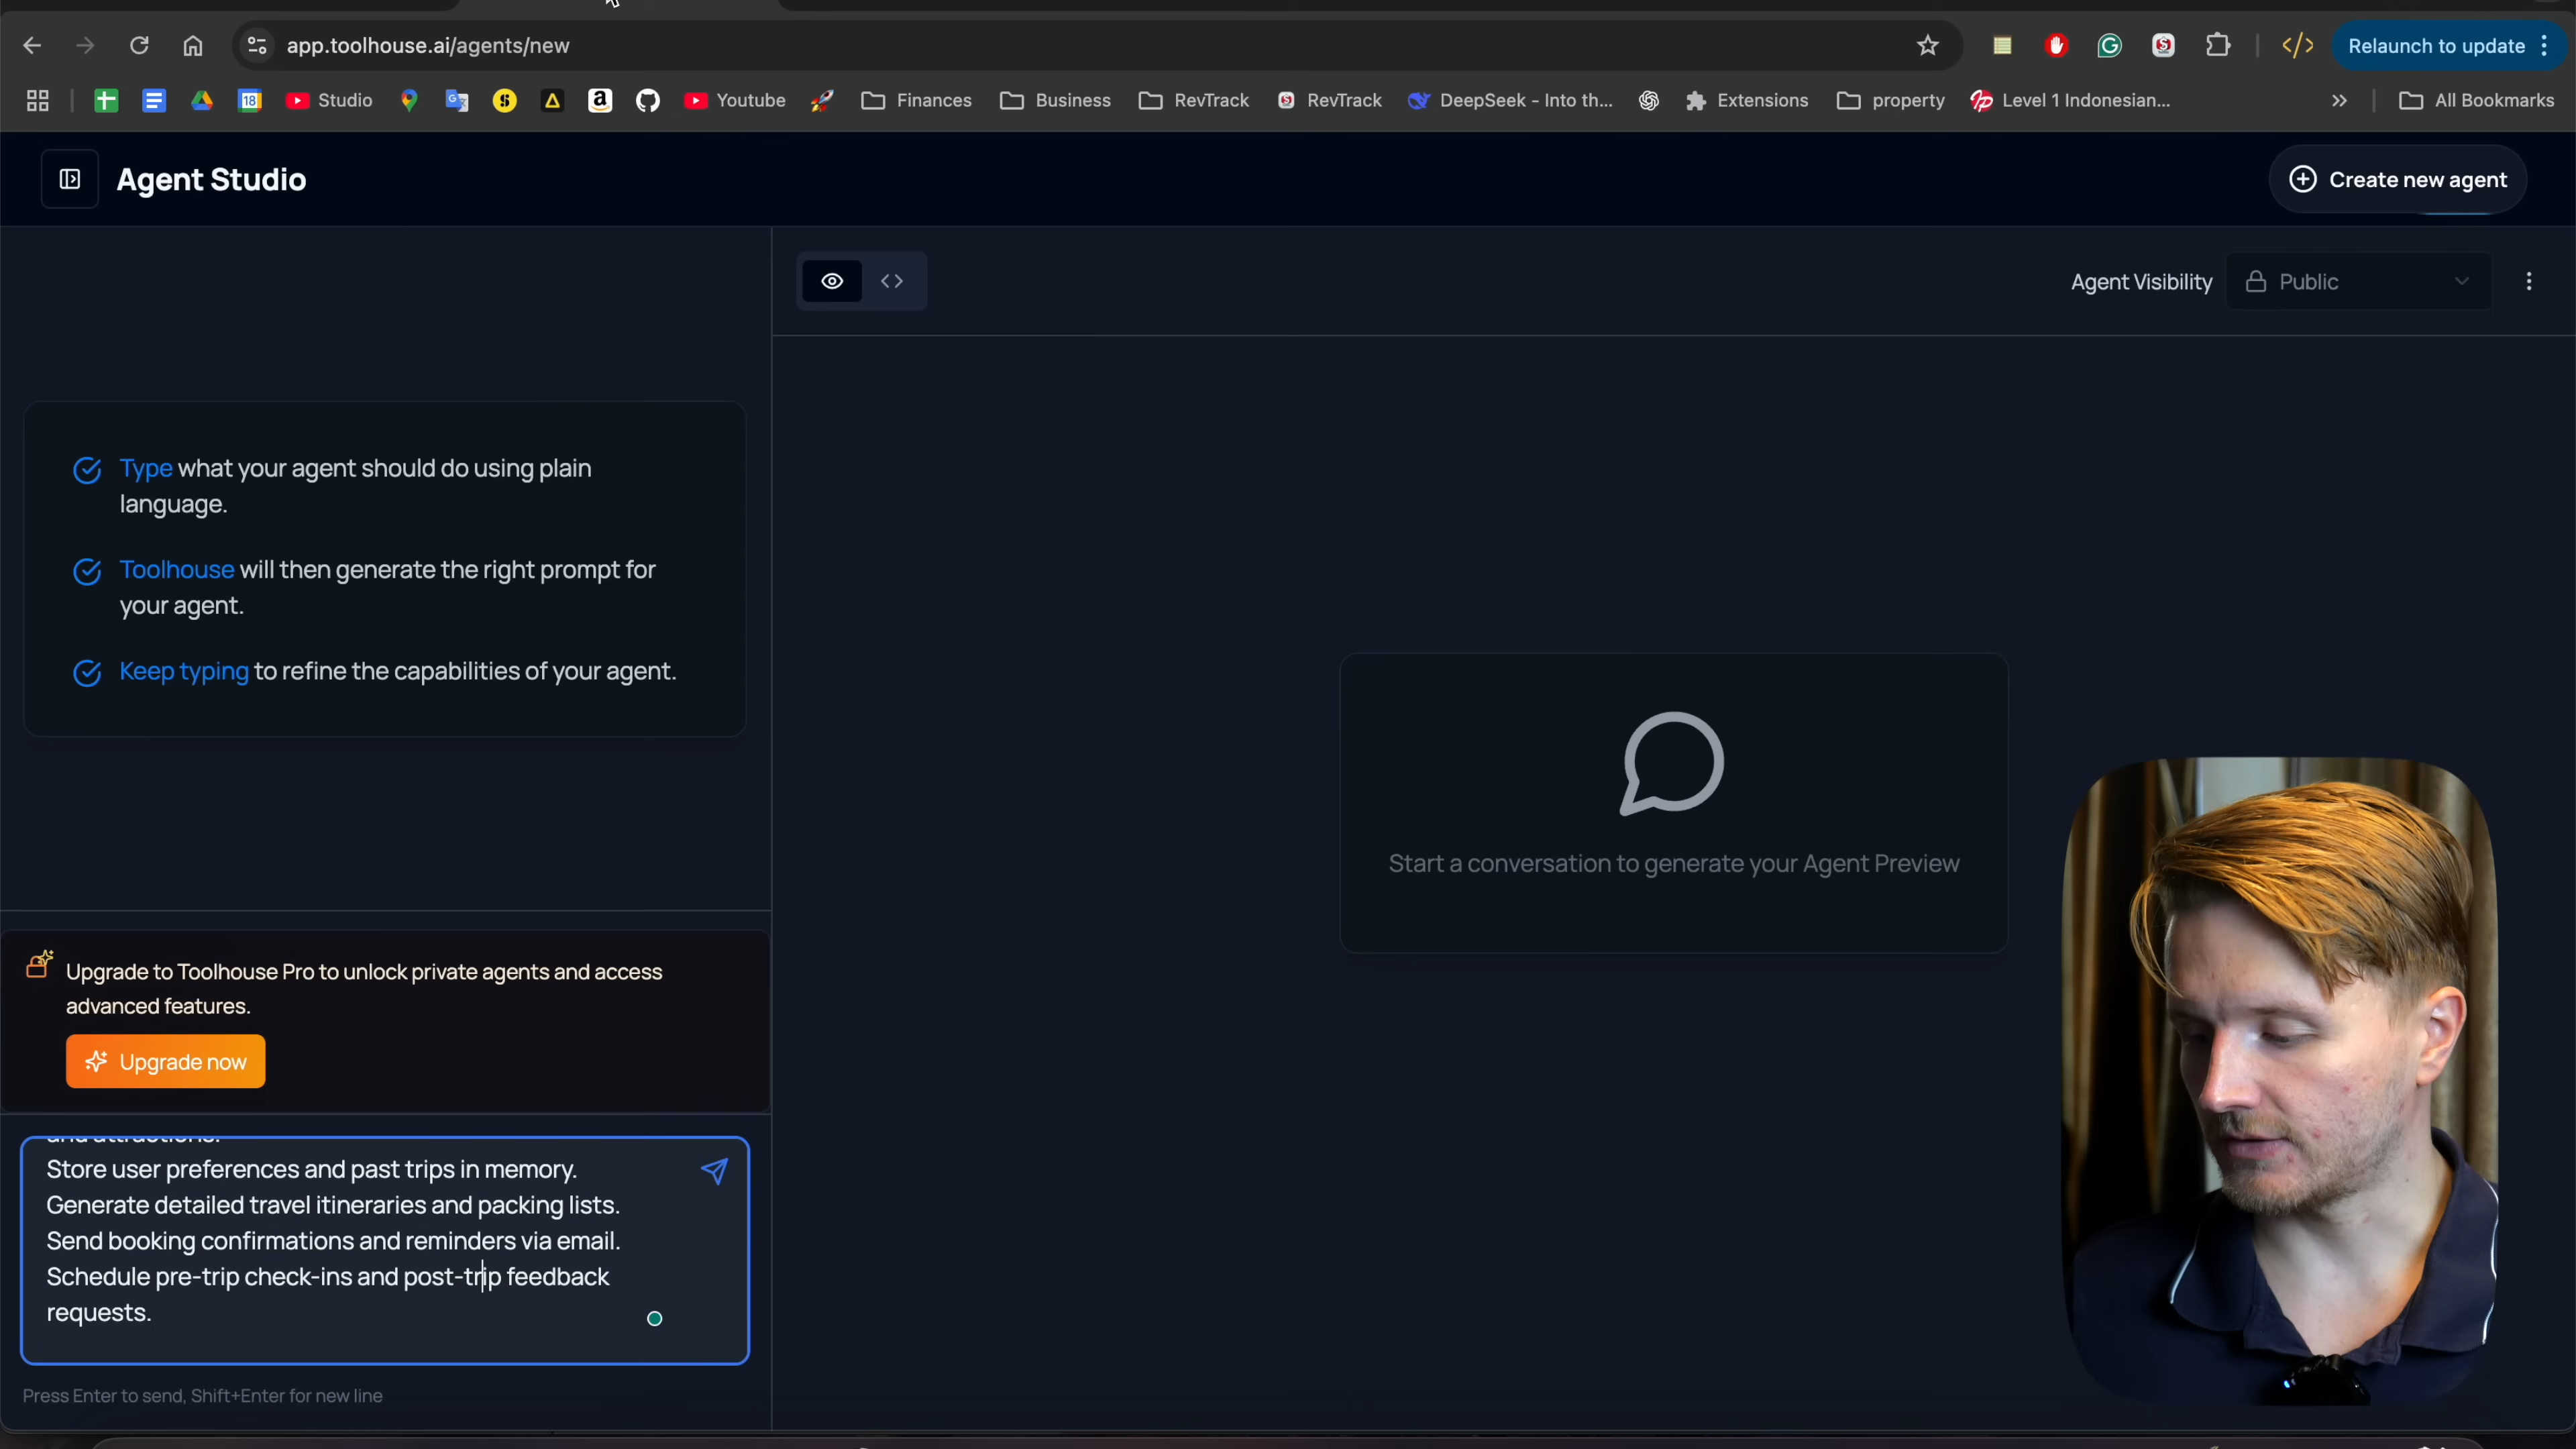 app.toolhouse.ai/agents/new
Relaunch to update
18
Studio
Youtube
Finances
Business
RevTrack
RevTrack
DeepSeek - Into th...
Extensions
property
Level 1 Indonesian...
All Bookmarks
Agent Studio
Create new agent
Agent Visibility
Public
Type what your agent should do using plain
language.
Toolhouse will then generate the right prompt for
your agent.
Keep typing to refine the capabilities of your agent.
Start a conversation to generate your Agent Preview
Upgrade to Toolhouse Pro to unlock private agents and access
advanced features.
Upgrade now
and attractions.
Store user preferences and past trips in memory.
Generate detailed travel itineraries and packing lists.
Send booking confirmations and reminders via email.
Schedule pre-trip check-ins and post-trip feedback
requests.
Press Enter to send, Shift+Enter for new line